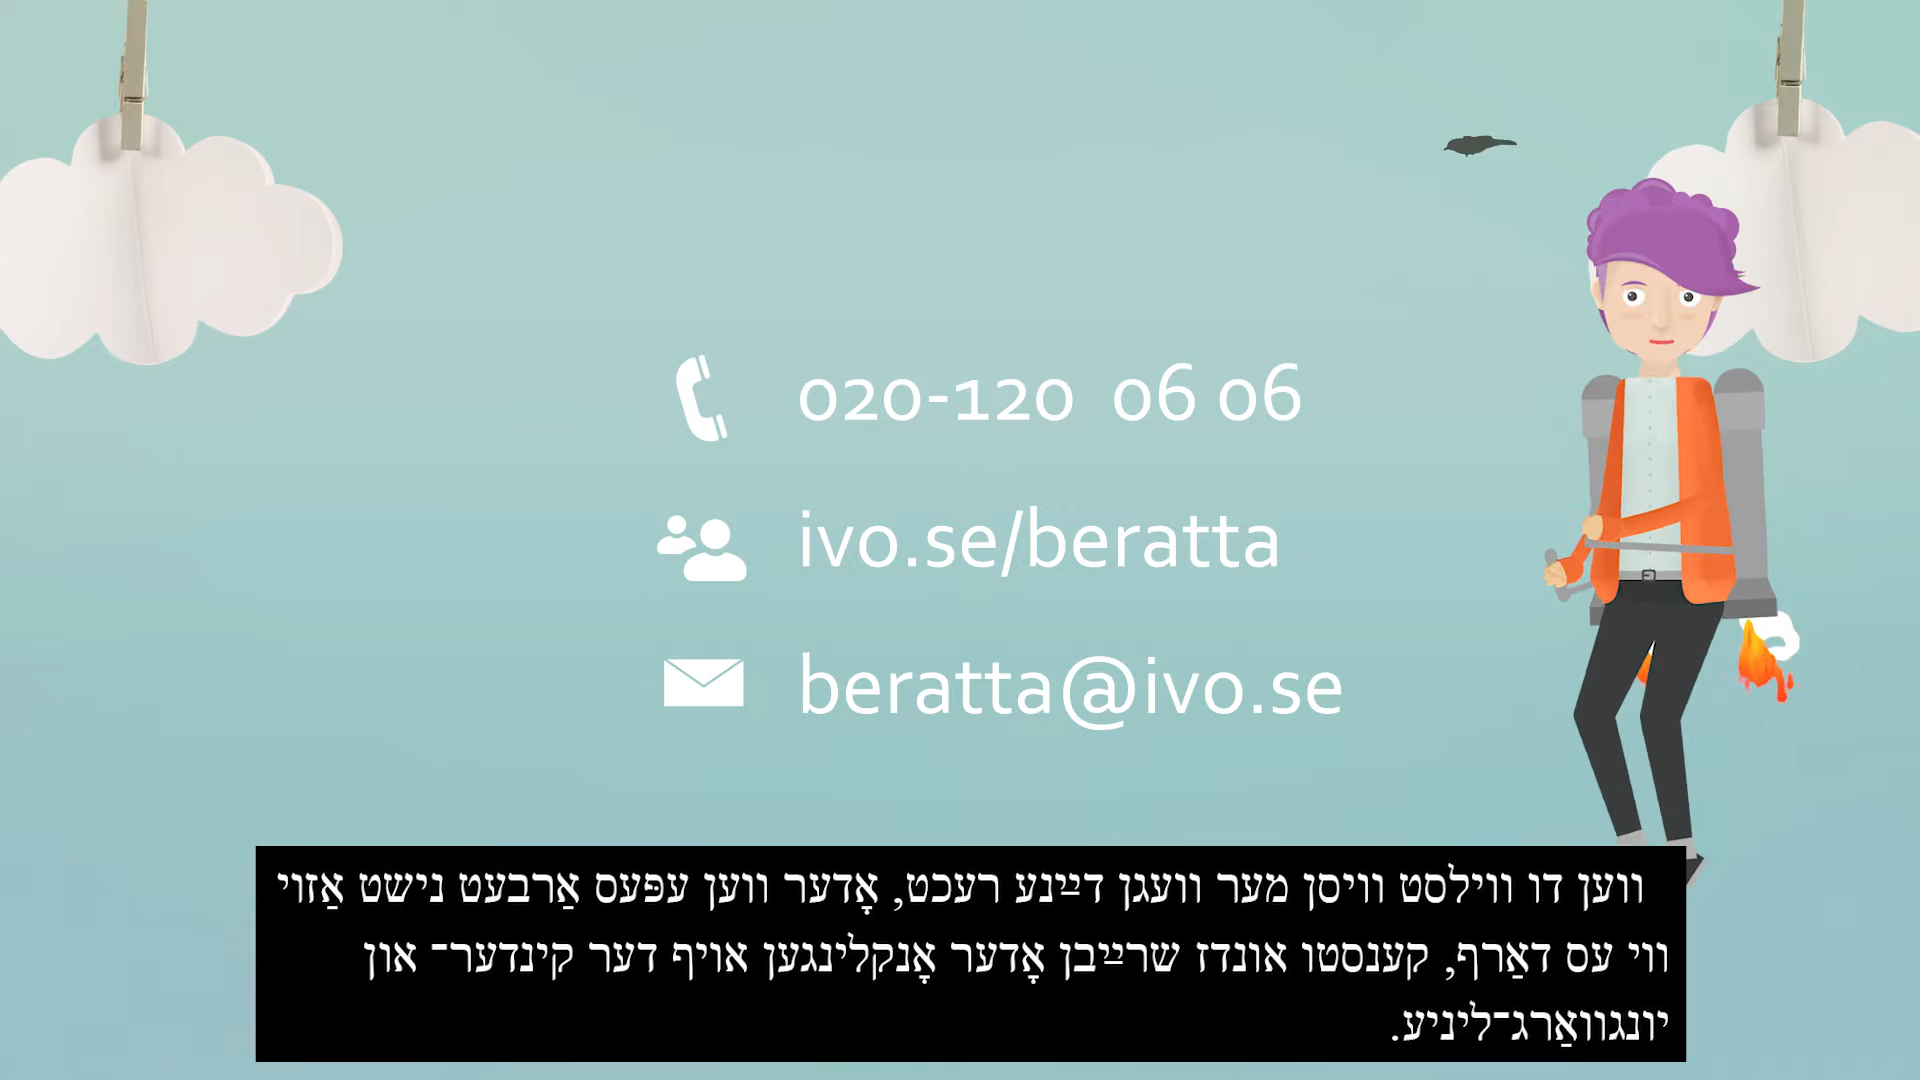 020-120 06 06
ivo.se/beratta
beratta@ivo.se
ווען דו ווילסט וויסן מער וועגן דײַנע רעכט, אָדער ווען עפּעס אַרבעט נישט אַזוי
ווי עס דאַרף, קענסטו אונדז שרײַבן אָדער אָנקלינגען אויף דער קינדער־ און
יונגוואַרג־ליניע.